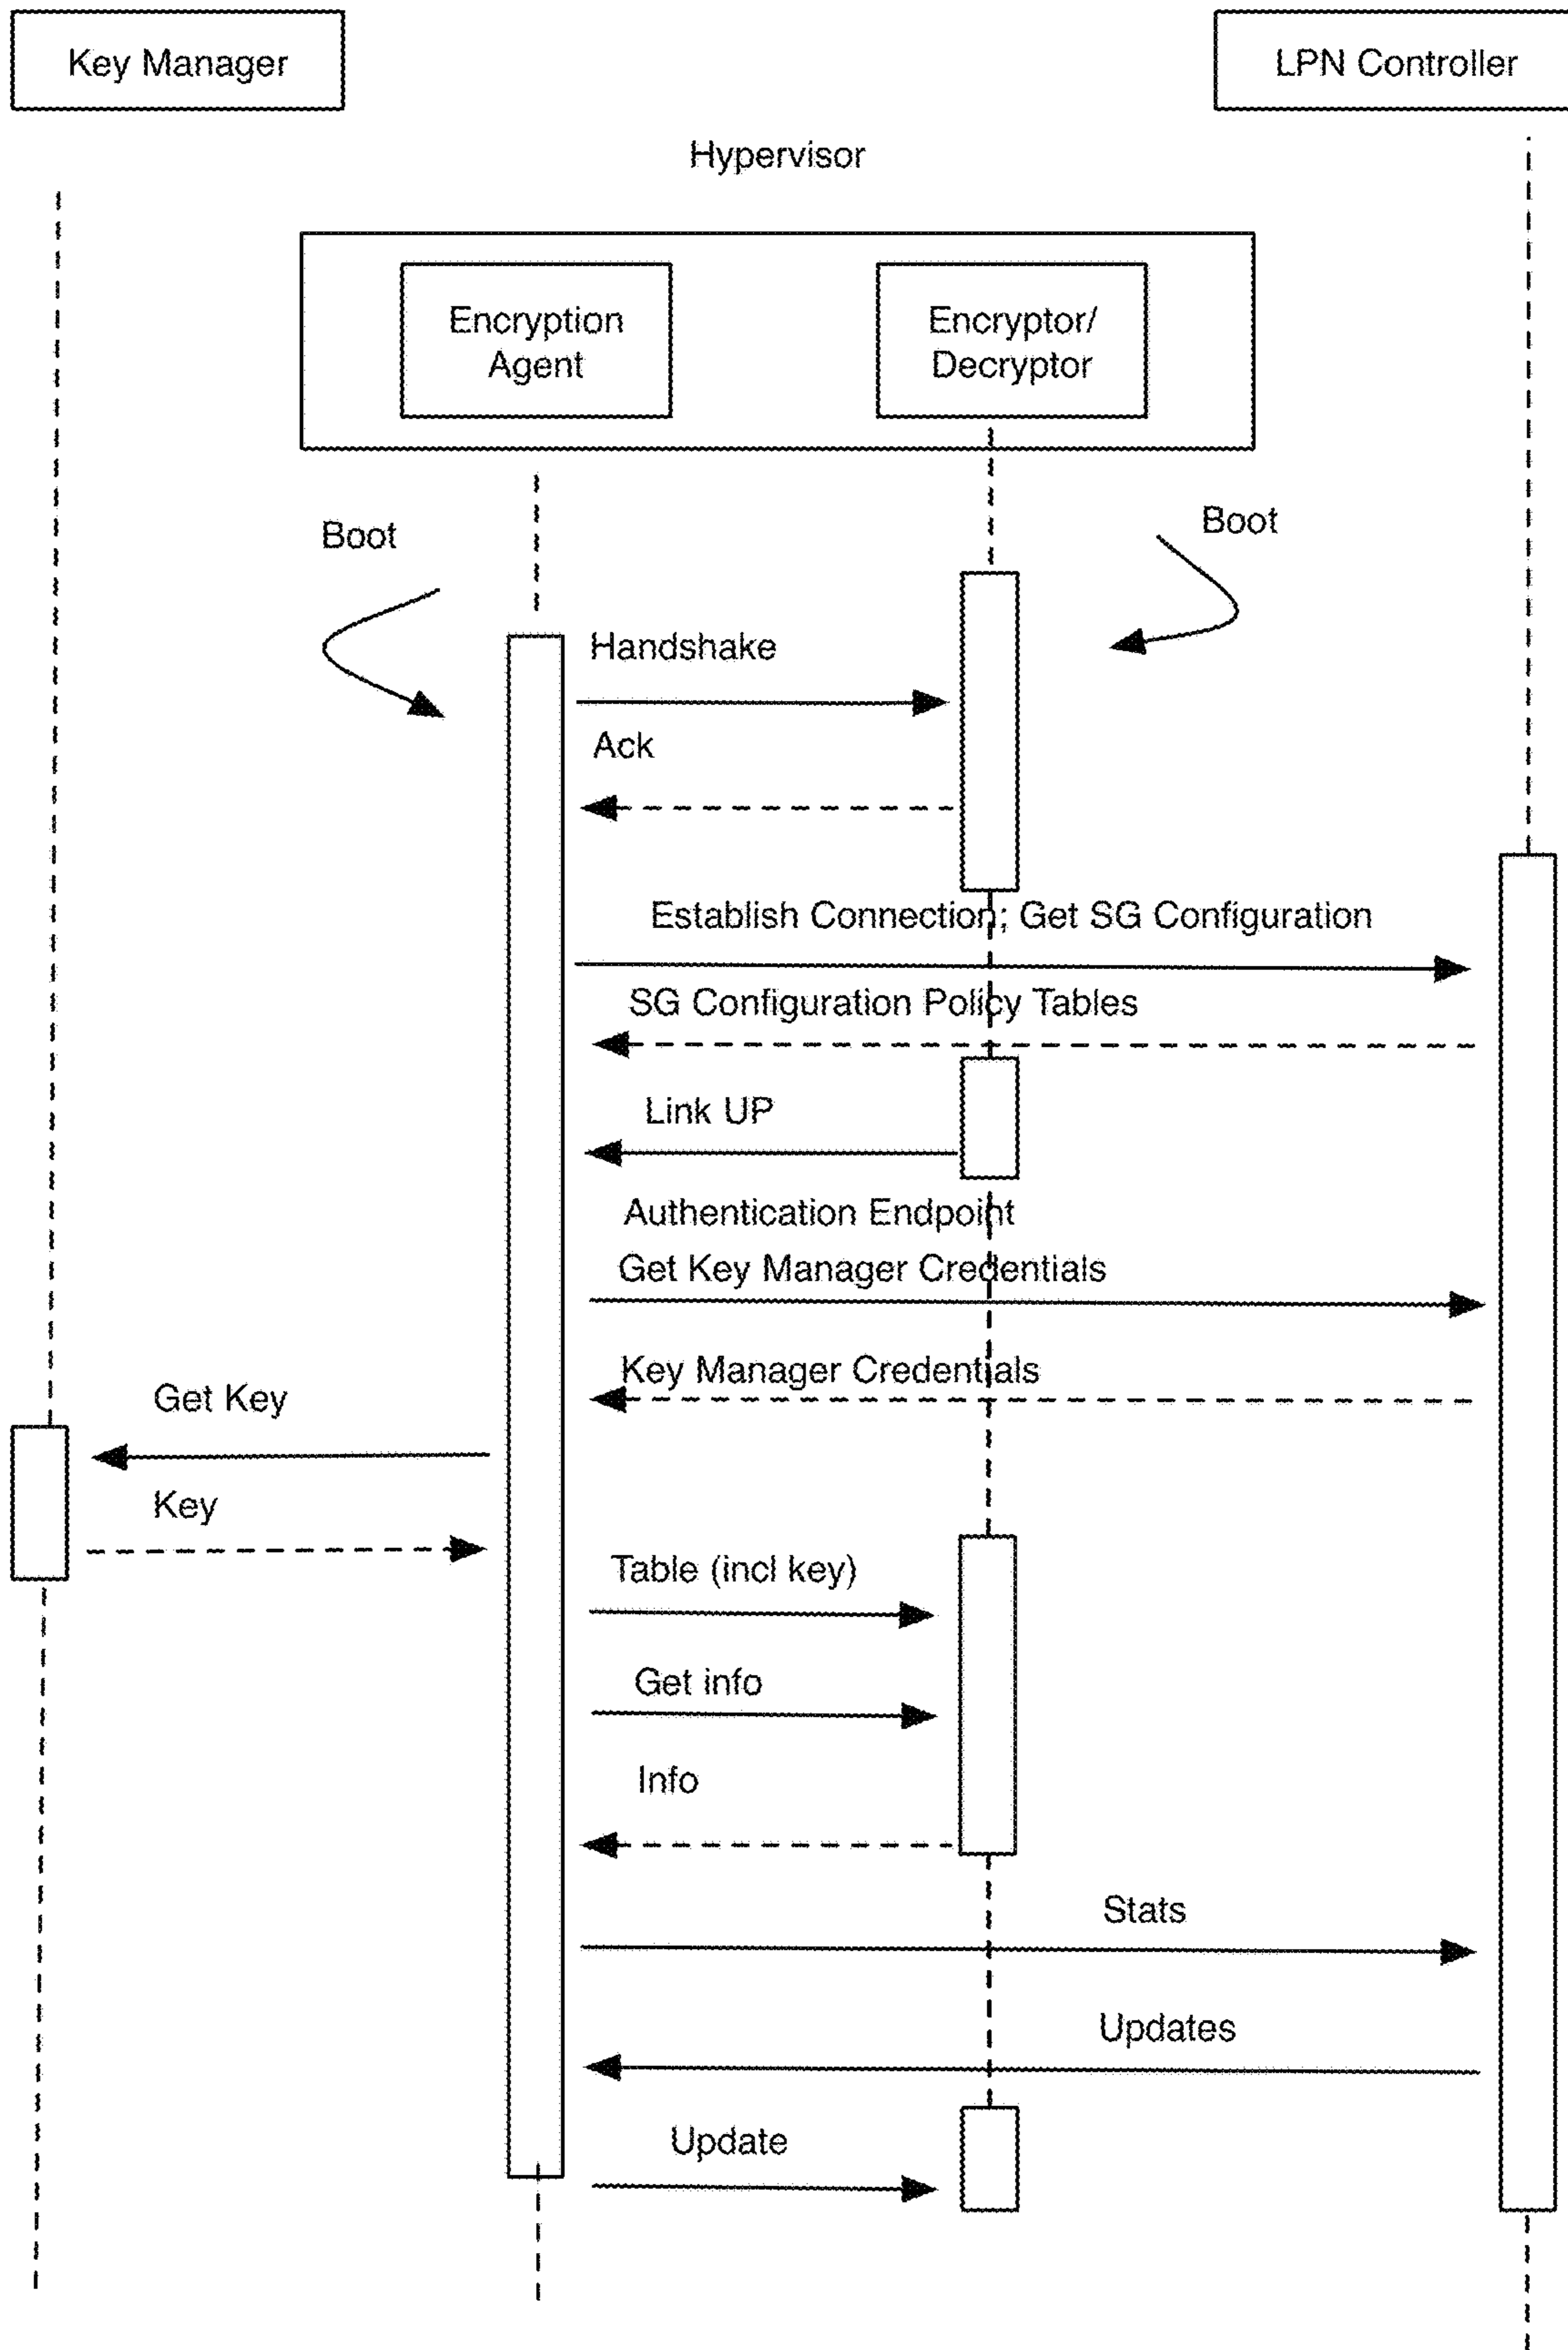 Key Manager
LPN Controller
Hypervisor
Encryption
Agent
Encryptor/
Decryptor
Boot
Boot
Handshake
Ack
Establish Connection; Get SG Configuration
SG Configuration Policy Tables
Link UP
Authentication Endpoint
Get Key Manager Credentials
Key Manager Credentials
Get Key
Key
Table (incl key)
Get info
Info
Stats
Updates
Update